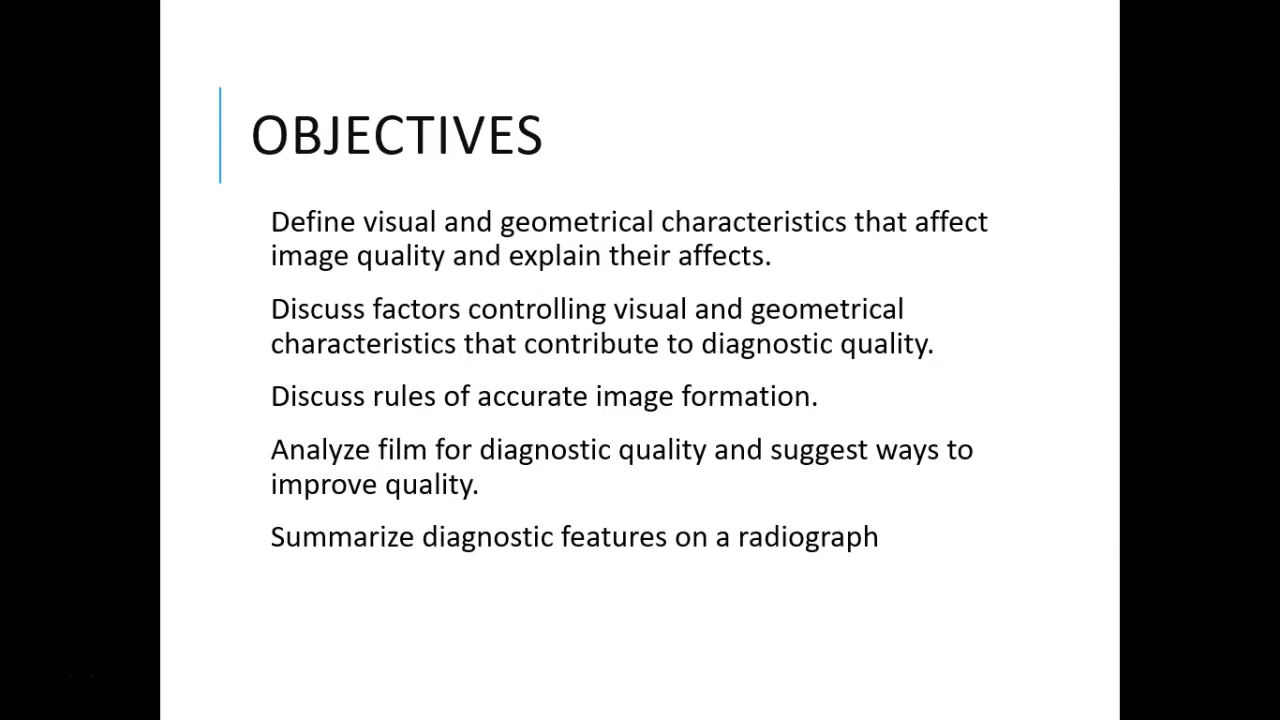 OBJECTIVES
Define visual and geometrical characteristics that affect
image quality and explain their affects.
Discuss factors controlling visual and geometrical
characteristics that contribute to diagnostic quality.
Discuss rules of accurate image formation.
Analyze film for diagnostic quality and suggest ways to
improve quality.
Summarize diagnostic features on a radiograph